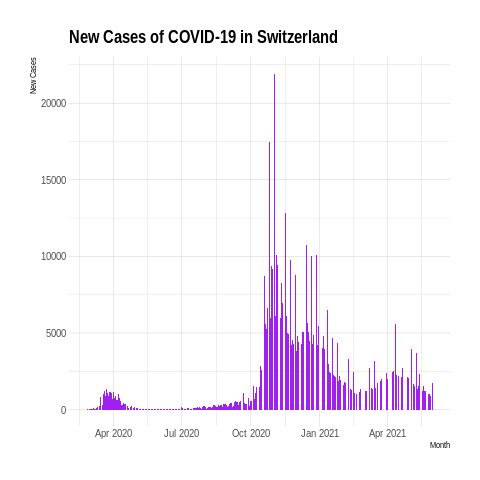 New Cases of COVID-19 in Switzerland
New Cases
20000
15000
10000
5000
0
Apr 2020 Jul 2020 Oct 2020 Jan 2021 Apr 2021
Month